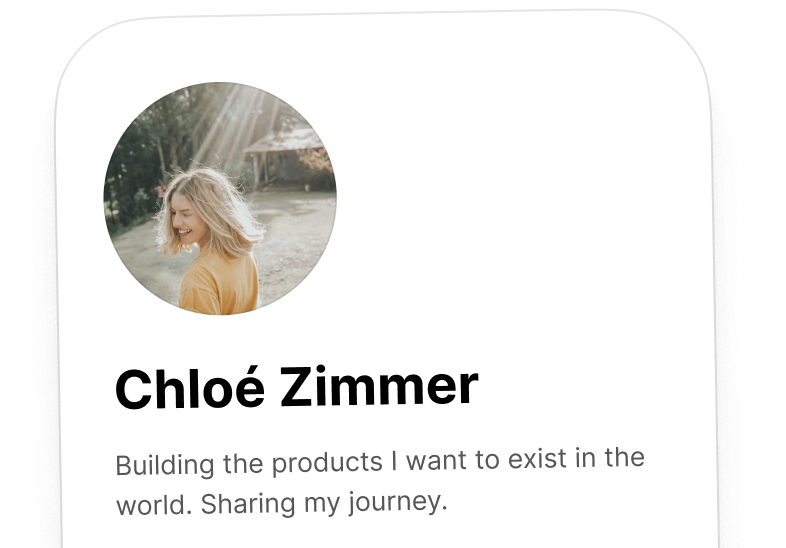 Chloé Zimmer
Building the products I want to exist in the
world. Sharing my journey.